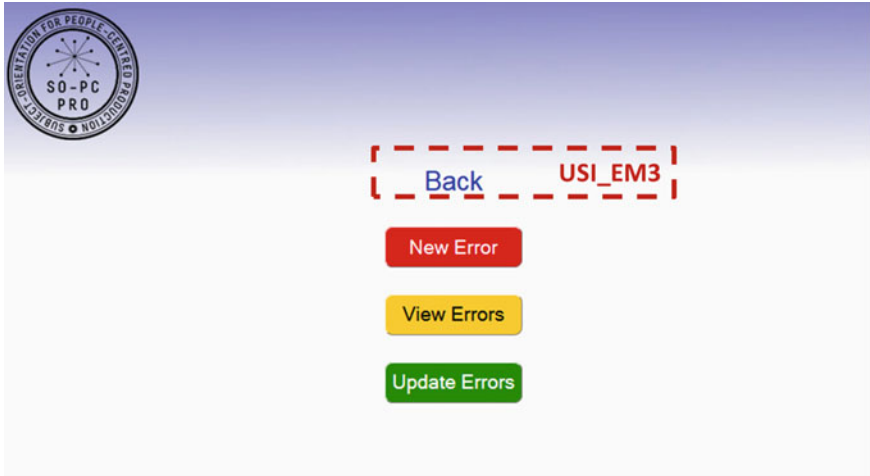 SUBJECT-ORIENTATION FOR PEOPLE-CENTRED PRODUCTION
SO-PC
PRO
Back USI_EM3
New Error
View Errors
Update Errors